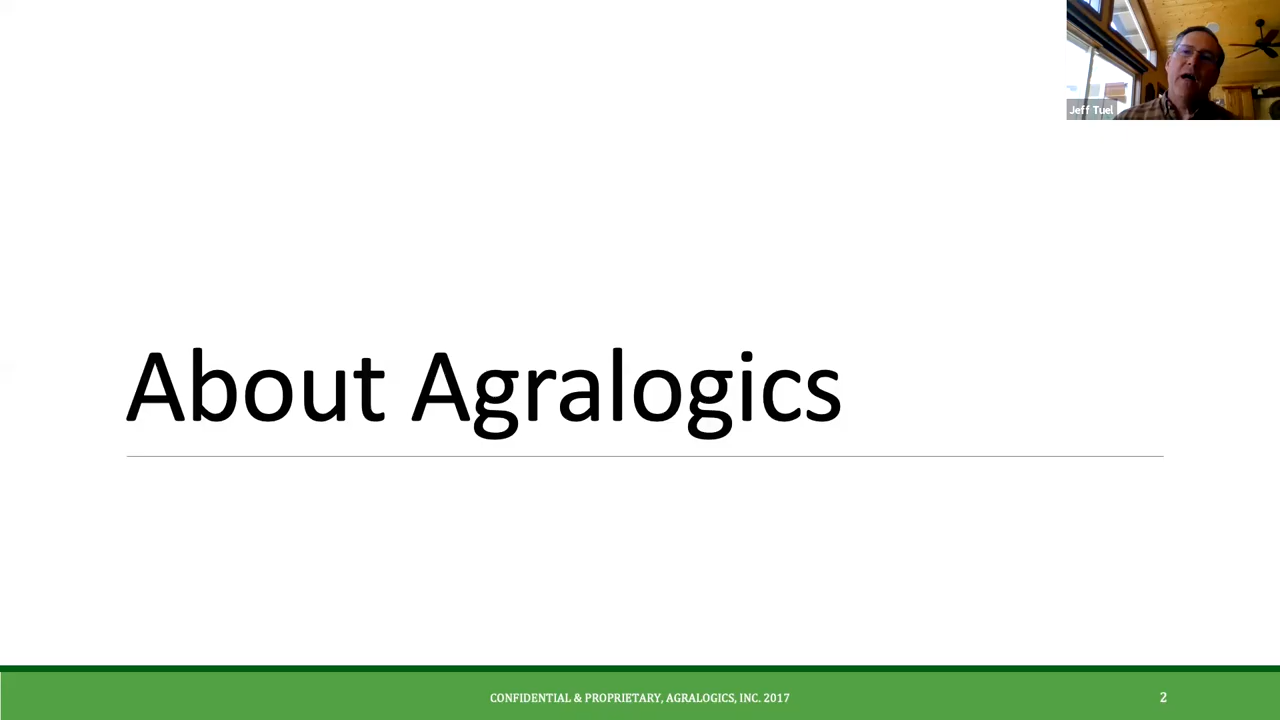 Jeff Tuel
About Agralogics
CONFIDENTIAL & PROPRIETARY, AGRALOGICS, INC. 2017
2